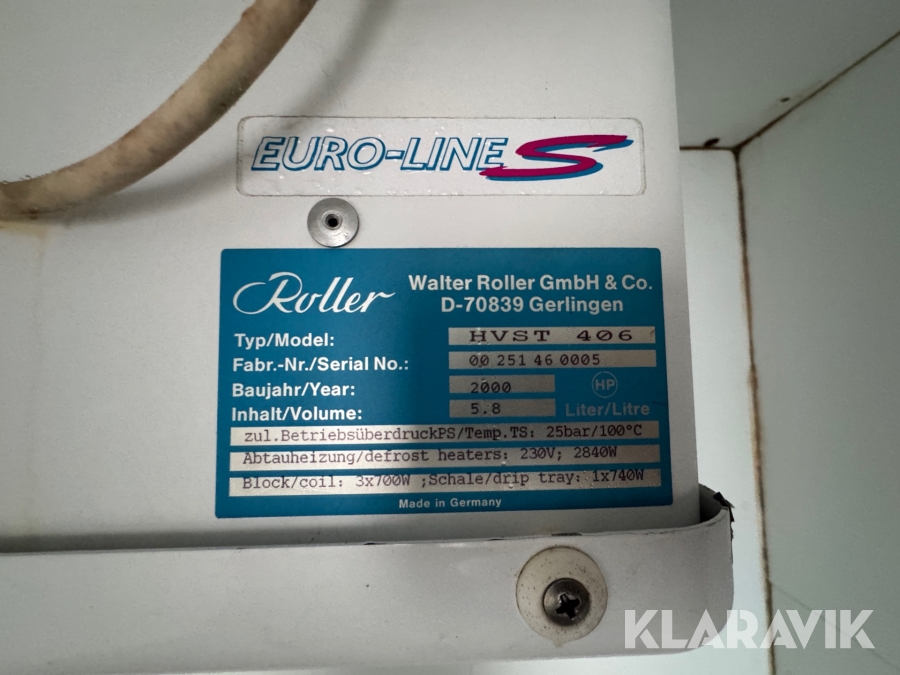 EURO-LINE S
Roller
Walter Roller GmbH & Co.
D-70839 Gerlingen
Typ/Model: HVST 406
Fabr.-Nr./Serial No.: 00 251 46 0005
Baujahr/Year: 2000 HP
Inhalt/Volume: 5.8 Liter/Litre
zul.BetriebsüberdruckPS/Temp.TS: 25bar/100°C
Abtauheizung/defrost heaters: 230V; 2840W
Block/coil: 3x700W ;Schale/drip tray: 1x740W
Made in Germany
KLARAVIK